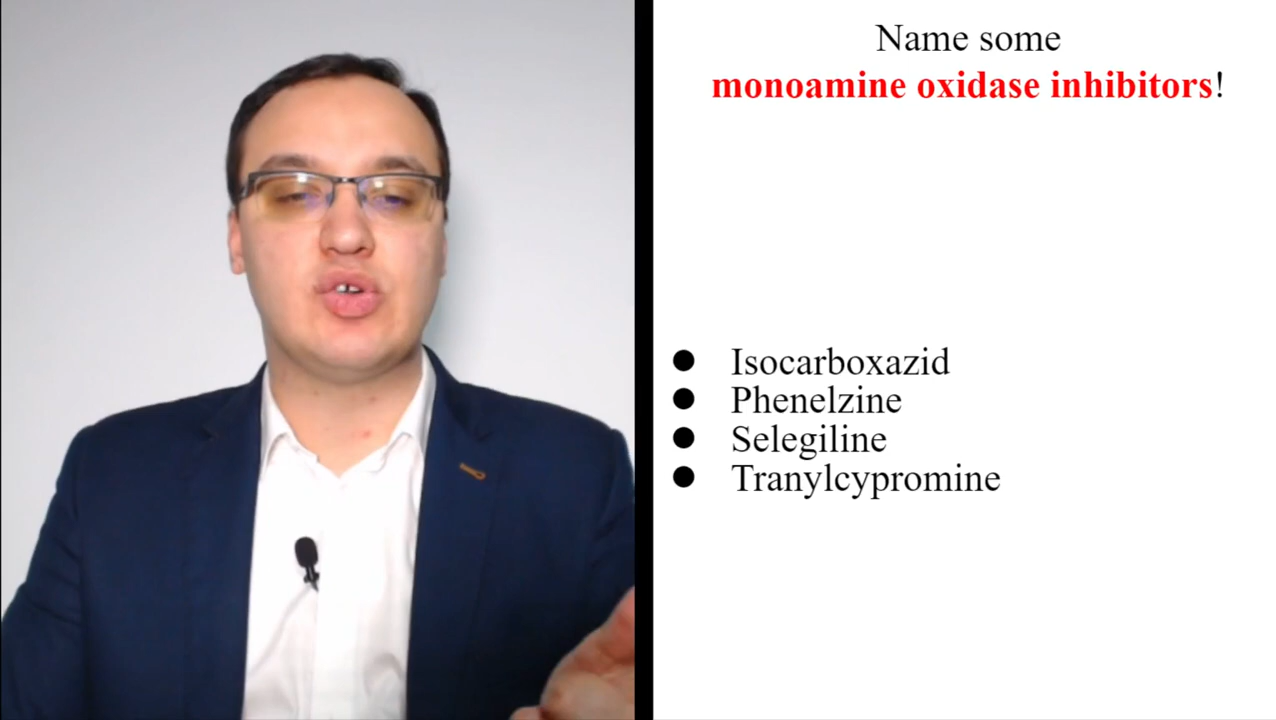 Name some
monoamine oxidase inhibitors!
● Isocarboxazid
● Phenelzine
● Selegiline
● Tranylcypromine